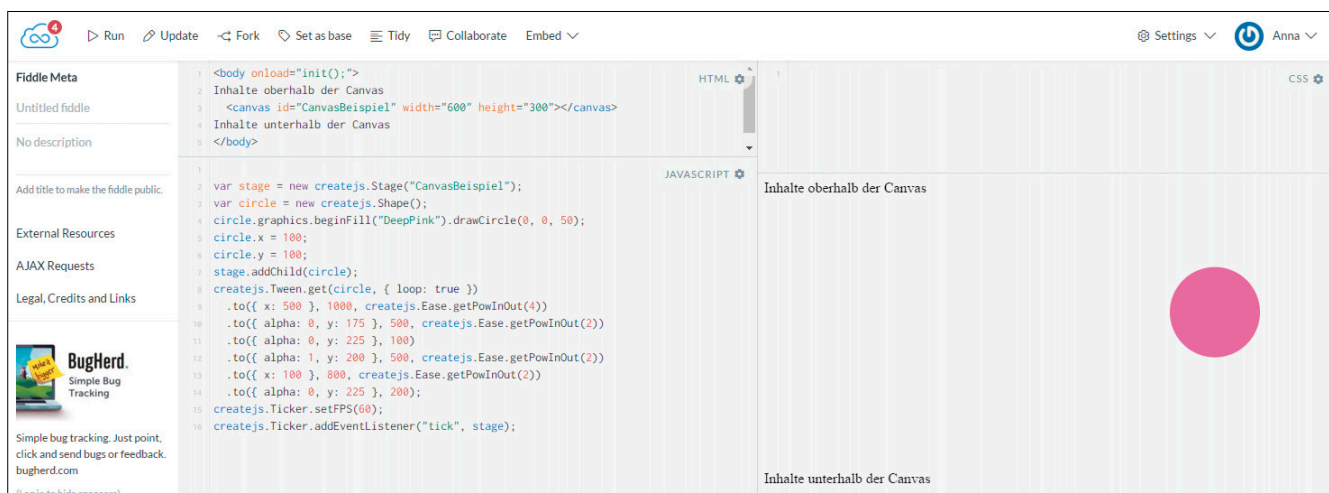 4
Run Update Fork Set as base Tidy Collaborate Embed Settings Anna
Fiddle Meta
Untitled fiddle
No description
Add title to make the fiddle public.
External Resources
AJAX Requests
Legal, Credits and Links
make it bigger
BugHerd.
Simple Bug
Tracking
Simple bug tracking. Just point,
click and send bugs or feedback.
bugherd.com
HTML
1 <body onload="init();">
2 Inhalte oberhalb der Canvas
3 <canvas id="CanvasBeispiel" width="600" height="300"></canvas>
4 Inhalte unterhalb der Canvas
5 </body>
JAVASCRIPT
1
2 var stage = new createjs.Stage("CanvasBeispiel");
3 var circle = new createjs.Shape();
4 circle.graphics.beginFill("DeepPink").drawCircle(0, 0, 50);
5 circle.x = 100;
6 circle.y = 100;
7 stage.addChild(circle);
8 createjs.Tween.get(circle, { loop: true })
9 .to({ x: 500 }, 1000, createjs.Ease.getPowInOut(4))
10 .to({ alpha: 0, y: 175 }, 500, createjs.Ease.getPowInOut(2))
11 .to({ alpha: 0, y: 225 }, 100)
12 .to({ alpha: 1, y: 200 }, 500, createjs.Ease.getPowInOut(2))
13 .to({ x: 100 }, 800, createjs.Ease.getPowInOut(2))
14 .to({ alpha: 0, y: 225 }, 200);
15 createjs.Ticker.setFPS(60);
16 createjs.Ticker.addEventListener("tick", stage);
1
CSS
Inhalte oberhalb der Canvas
Inhalte unterhalb der Canvas